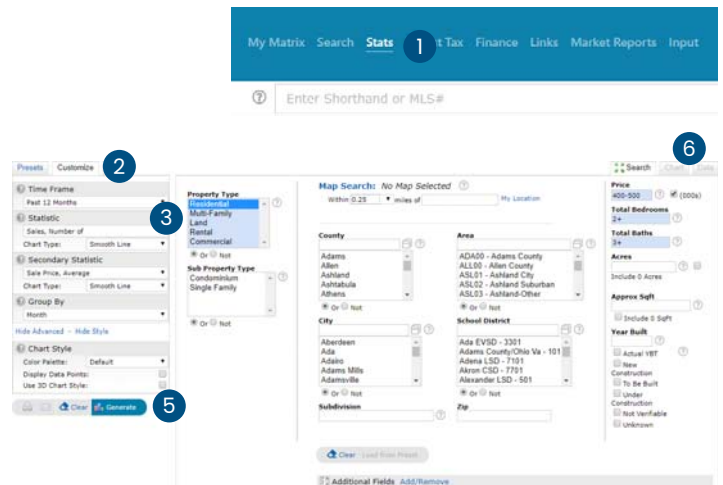 My Matrix Search Stats 1 t Tax Finance Links Market Reports Input
Enter Shorthand or MLS#
6
Presets Customize 2
Search Chart Data
Time Frame
Past 12 Months
3
Statistic
Sales, Number of
Chart Type: Smooth Line
Secondary Statistic
Sale Price, Average
Chart Type: Smooth Line
Group By
Month
Hide Advanced - Hide Style
Chart Style
Color Palette: Default
Display Data Points:
Use 3D Chart Style:
Clear Generate 5
Property Type
Residential
Multi-Family
Land
Rental
Commercial
Or Not
Sub Property Type
Condominium
Single Family
Or Not
Map Search: No Map Selected
Within 0.25 miles of My Location
County
Adams
Allen
Ashland
Ashtabula
Athens
Or Not
Area
ADA00 - Adams County
ALL00 - Allen County
ASL01 - Ashland City
ASL02 - Ashland Suburban
ASL03 - Ashland-Other
Or Not
City
Aberdeen
Ada
Adairo
Adams Mills
Adamsville
Or Not
School District
Ada EVSD - 3301
Adams County/Ohio Va - 101
Adena LSD - 7101
Akron CSD - 7701
Alexander LSD - 501
Or Not
Subdivision
Zip
Clear Load from Preset
Additional Fields Add/Remove
Price
400-500 (000s)
Total Bedrooms
2+
Total Baths
3+
Acres
Include 0 Acres
Approx Sqft
Include 0 SqFt
Year Built
Actual YBT
New
Construction
To Be Built
Under
Construction
Not Verifiable
Unknown